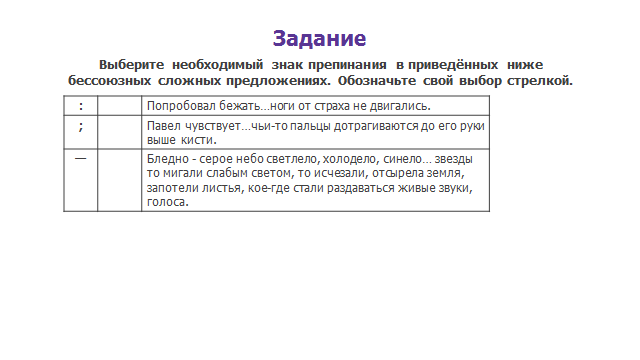 Задание
Выберите необходимый знак препинания в приведённых ниже
бессоюзных сложных предложениях. Обозначьте свой выбор стрелкой.
: Попробовал бежать…ноги от страха не двигались.
; Павел чувствует…чьи-то пальцы дотрагиваются до его руки
выше кисти.
— Бледно - серое небо светлело, холодело, синело… звезды
то мигали слабым светом, то исчезали, отсырела земля,
запотели листья, кое-где стали раздаваться живые звуки,
голоса.